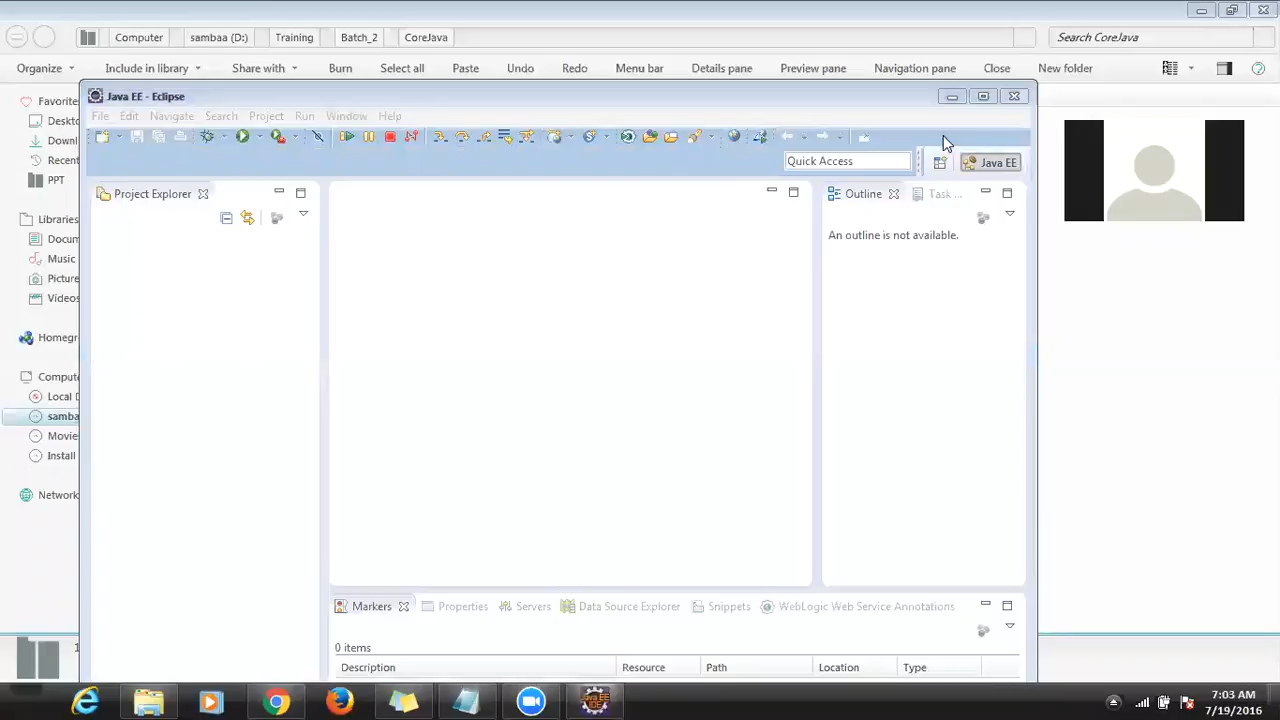 Computer sambaa (D:) Training Batch_2 CoreJava Search CoreJava
Organize Include in library Share with Burn Select all Paste Undo Redo Menu bar Details pane Preview pane Navigation pane Close New folder
Java EE - Eclipse
File Edit Navigate Search Project Run Window Help
Quick Access Java EE
Project Explorer
Outline Task ...
An outline is not available.
Favorite
Deskto
Downl
Recent
PPT
Libraries
Docum
Music
Picture
Videos
Homegr
Compute
Local D
samba
Movie
Install
Network
Markers Properties Servers Data Source Explorer Snippets WebLogic Web Service Annotations
0 items
Description Resource Path Location Type
1
7:03 AM
7/19/2016